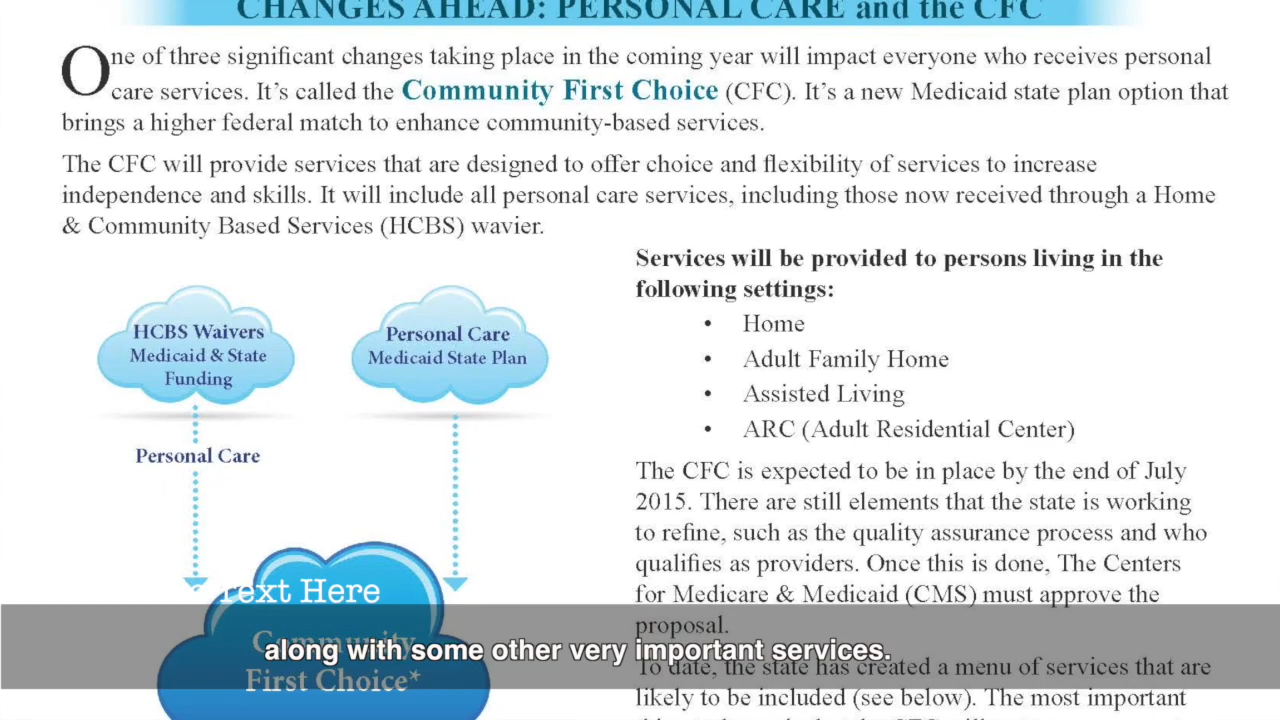 CHANGES AHEAD: PERSONAL CARE and the CFC
One of three significant changes taking place in the coming year will impact everyone who receives personal
care services. It's called the Community First Choice (CFC). It's a new Medicaid state plan option that
brings a higher federal match to enhance community-based services.
The CFC will provide services that are designed to offer choice and flexibility of services to increase
independence and skills. It will include all personal care services, including those now received through a Home
& Community Based Services (HCBS) wavier.
HCBS Waivers
Medicaid & State
Funding
Personal Care
Medicaid State Plan
Personal Care
Text Here
Community
First Choice*
Services will be provided to persons living in the
following settings:
• Home
• Adult Family Home
• Assisted Living
• ARC (Adult Residential Center)
The CFC is expected to be in place by the end of July
2015. There are still elements that the state is working
to refine, such as the quality assurance process and who
qualifies as providers. Once this is done, The Centers
for Medicare & Medicaid (CMS) must approve the
proposal.
To date, the state has created a menu of services that are
likely to be included (see below). The most important
along with some other very important services.